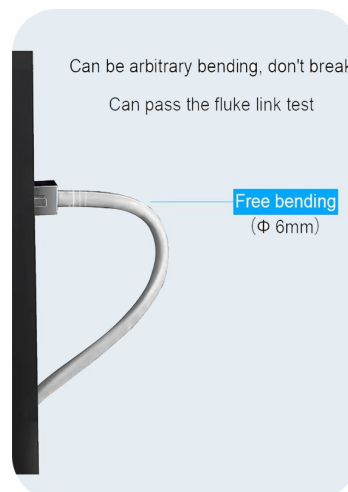 Can be arbitrary bending, don't break
Can pass the fluke link test
Free bending
(Φ 6mm)